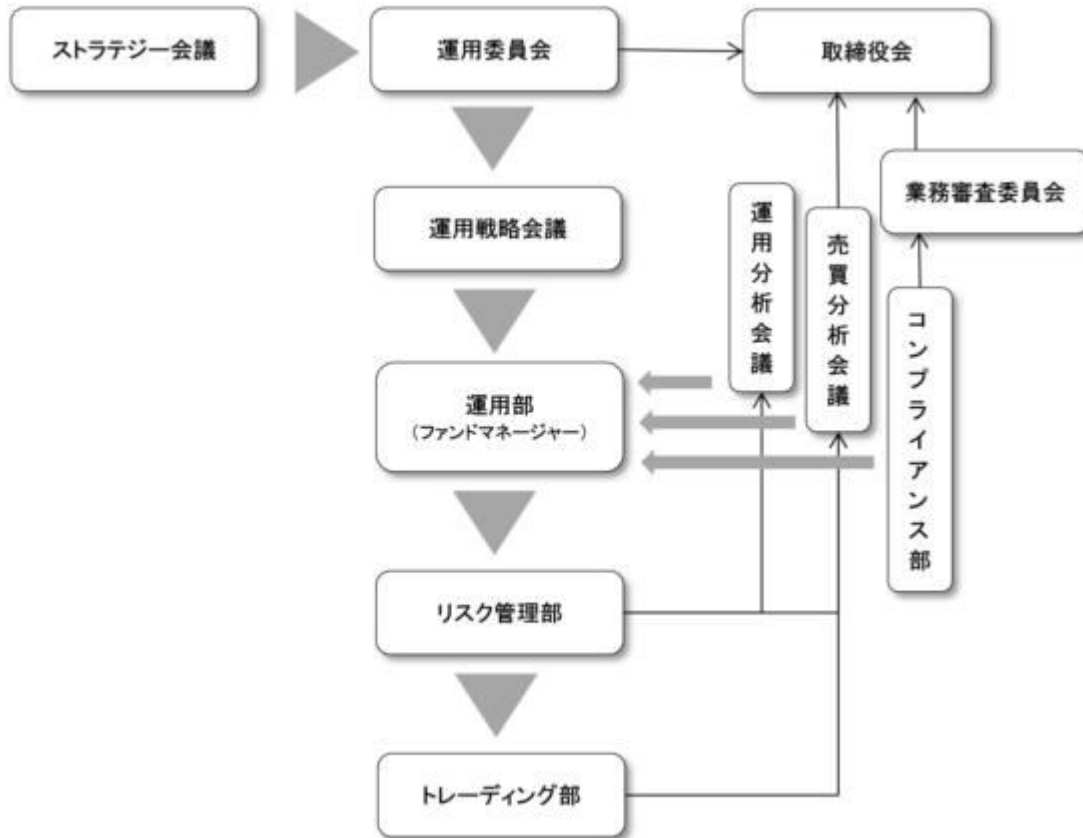 ストラテジー会議
運用委員会
取締役会
業務審査委員会
運用戦略会議
運用分析会議
売買分析会議
コンプライアンス部
運用部
(ファンドマネージャー)
リスク管理部
トレーディング部